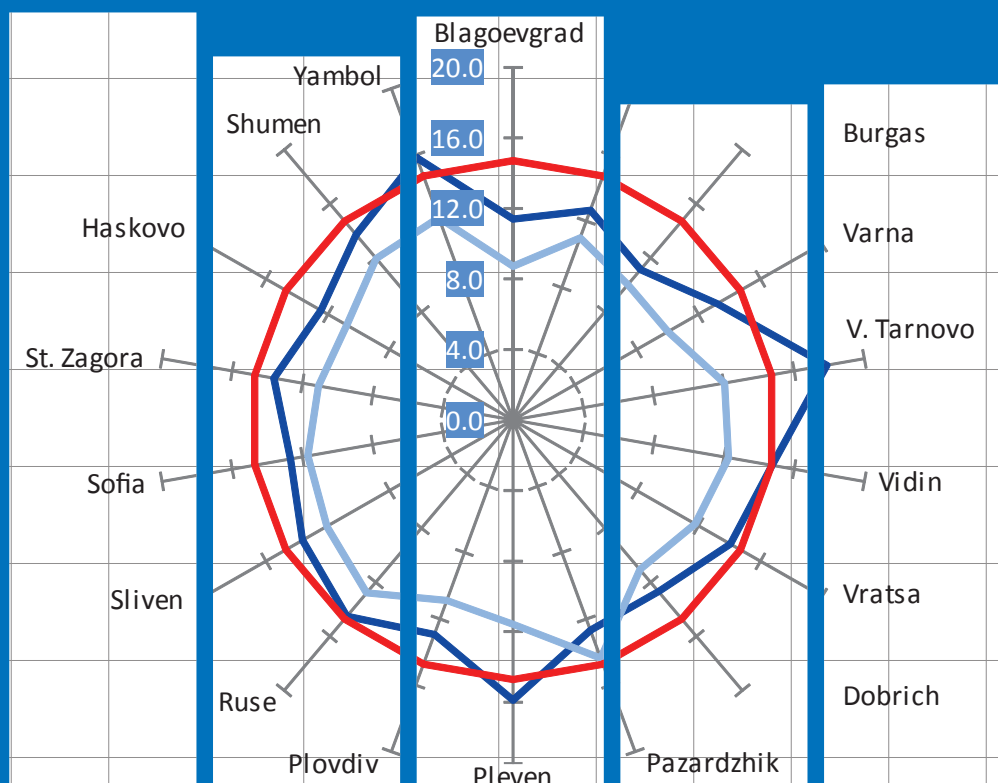 Blagoevgrad
Yambol
20.0
Shumen
16.0
Burgas
Haskovo
12.0
Varna
8.0
V. Tarnovo
St. Zagora
4.0
0.0
Sofia
Vidin
Sliven
Vratsa
Ruse
Dobrich
Plovdiv
Pleven
Pazardzhik